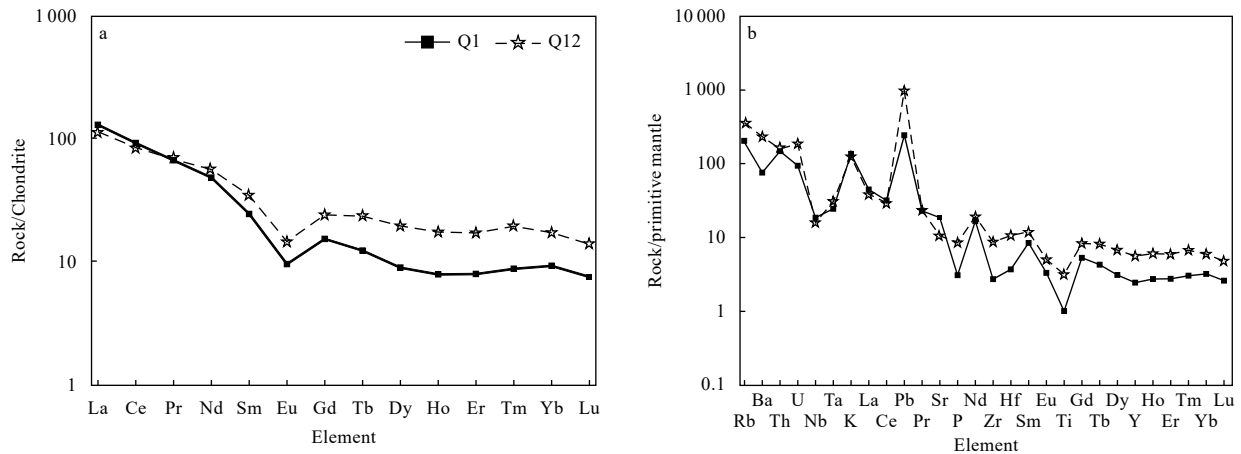 a
Q1
Q12
1 000
100
10
1
Rock/Chondrite
La Ce Pr Nd Sm Eu Gd Tb Dy Ho Er Tm Yb Lu
Element
b
10 000
1 000
100
10
1
0.1
Rock/primitive mantle
Ba U Ta La Pb Sr Nd Hf Eu Gd Dy Ho Tm Lu
Rb Th Nb K Ce Pr P Zr Sm Ti Tb Y Er Yb
Element